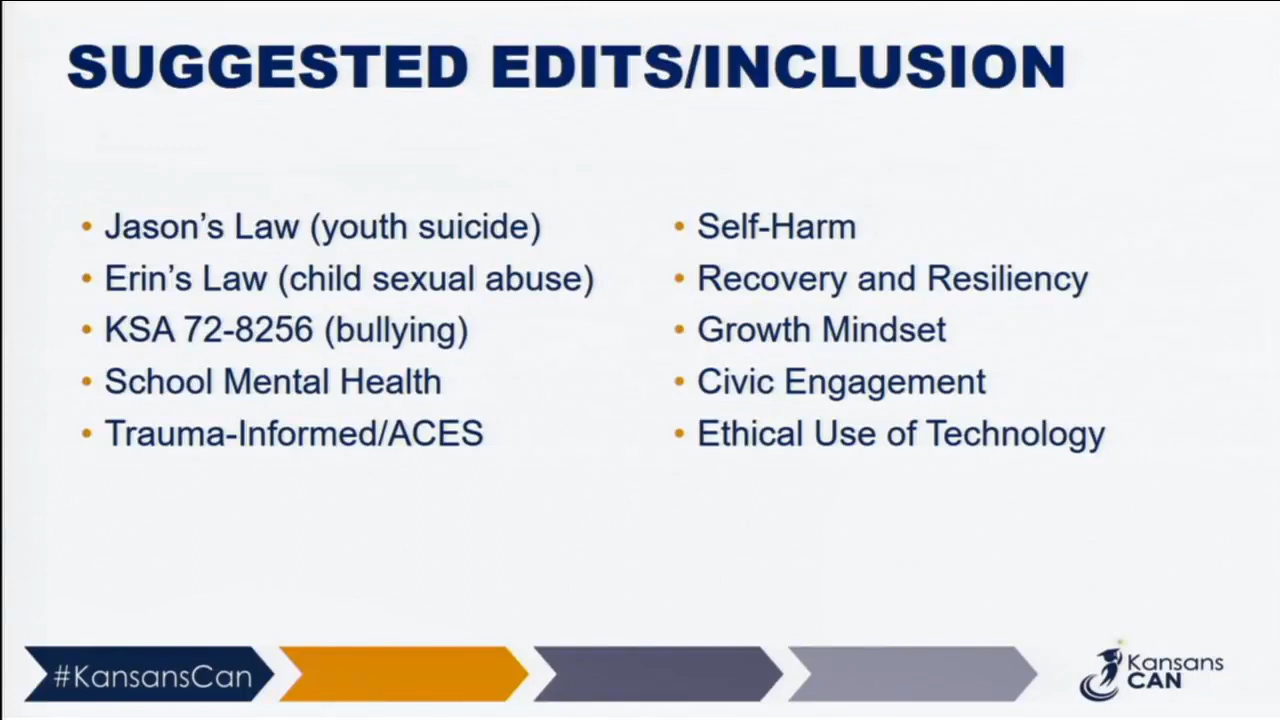 SUGGESTED EDITS/INCLUSION
• Jason’s Law (youth suicide)
• Erin’s Law (child sexual abuse)
• KSA 72-8256 (bullying)
• School Mental Health
• Trauma-Informed/ACES
• Self-Harm
• Recovery and Resiliency
• Growth Mindset
• Civic Engagement
• Ethical Use of Technology
#KansansCan
Kansans
CAN